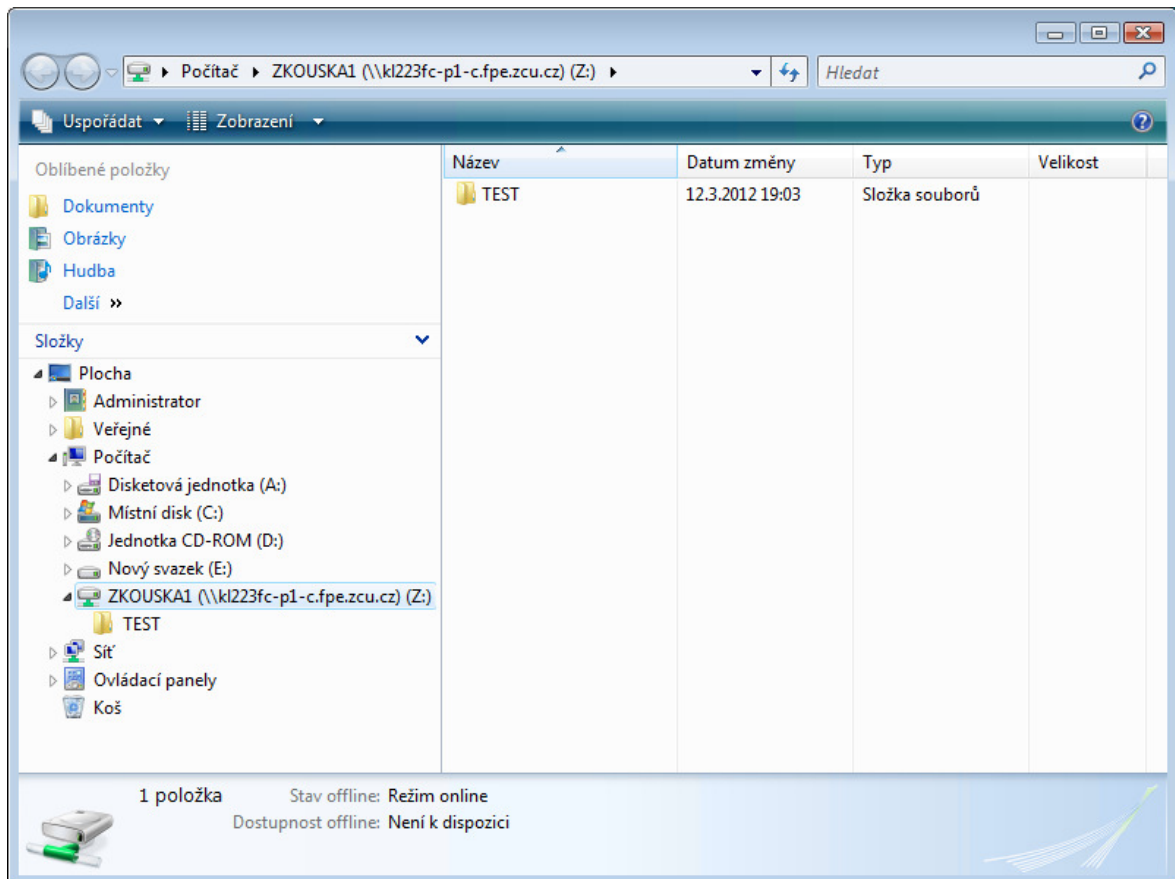 Počítač ZKOUSKA1 (\\kl223fc-p1-c.fpe.zcu.cz) (Z:) Hledat
Uspořádat Zobrazení
Oblíbené položky
Dokumenty
Obrázky
Hudba
Další »
Složky
Plocha
Administrator
Veřejné
Počítač
Disketová jednotka (A:)
Místní disk (C:)
Jednotka CD-ROM (D:)
Nový svazek (E:)
ZKOUSKA1 (\\kl223fc-p1-c.fpe.zcu.cz) (Z:)
TEST
Síť
Ovládací panely
Koš
Název Datum změny Typ Velikost
TEST 12.3.2012 19:03 Složka souborů
1 položka Stav offline: Režim online
Dostupnost offline: Není k dispozici